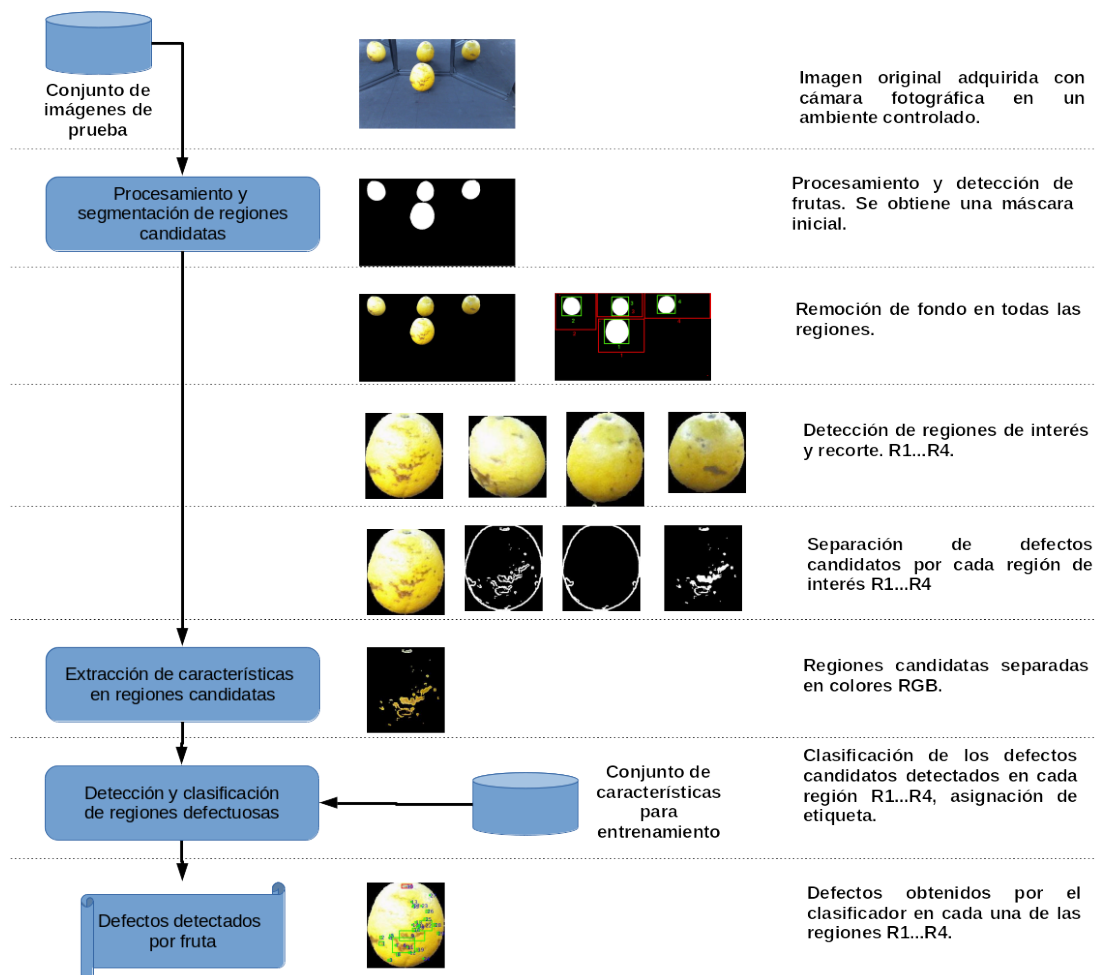 Conjunto de
imágenes de
prueba
Imagen original adquirida con
cámara fotográfica en un
ambiente controlado.
Procesamiento y
segmentación de regiones
candidatas
Procesamiento y detección de
frutas. Se obtiene una máscara
inicial.
Remoción de fondo en todas las
regiones.
Detección de regiones de interés
y recorte. R1...R4.
Separación de defectos
candidatos por cada región de
interés R1...R4
Extracción de características
en regiones candidatas
Regiones candidatas separadas
en colores RGB.
Detección y clasificación
de regiones defectuosas
Conjunto de
características
para
entrenamiento
Clasificación de los defectos
candidatos detectados en cada
región R1...R4, asignación de
etiqueta.
Defectos detectados
por fruta
Defectos obtenidos por el
clasificador en cada una de las
regiones R1...R4.